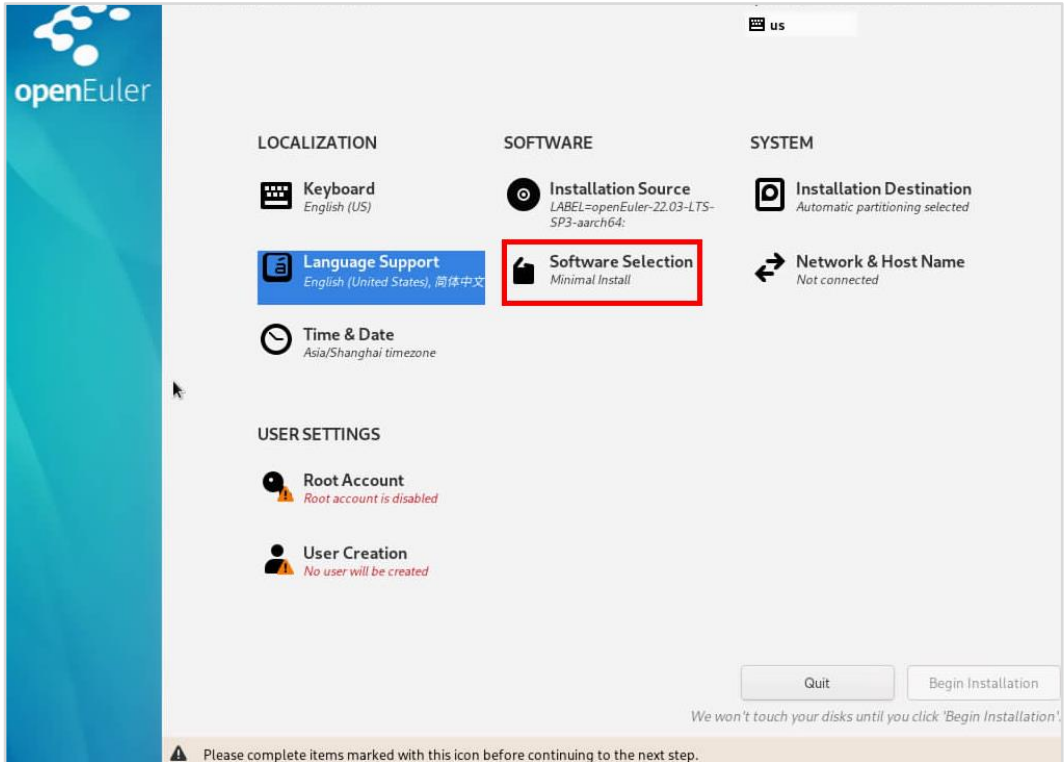 us
openEuler
LOCALIZATION
Keyboard
English (US)
Language Support
English (United States), 简体中文
Time & Date
Asia/Shanghai timezone
SOFTWARE
Installation Source
LABEL=openEuler-22.03-LTS-
SP3-aarch64:
Software Selection
Minimal Install
SYSTEM
Installation Destination
Automatic partitioning selected
Network & Host Name
Not connected
USER SETTINGS
Root Account
Root account is disabled
User Creation
No user will be created
Quit
Begin Installation
We won't touch your disks until you click 'Begin Installation'.
Please complete items marked with this icon before continuing to the next step.